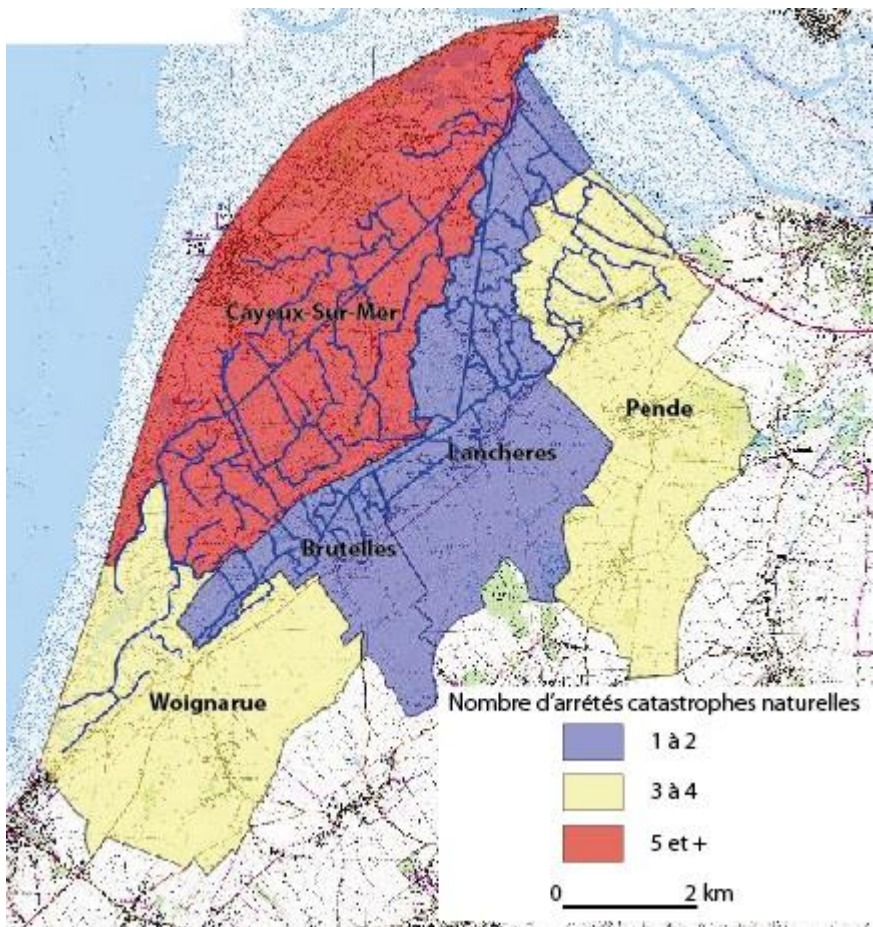 Cayeux-Sur-Mer
Pende
Lancheres
Brutelles
Woignarue
Nombre d'arrétés catastrophes naturelles
1 à 2
3 à 4
5 et +
0 2 km